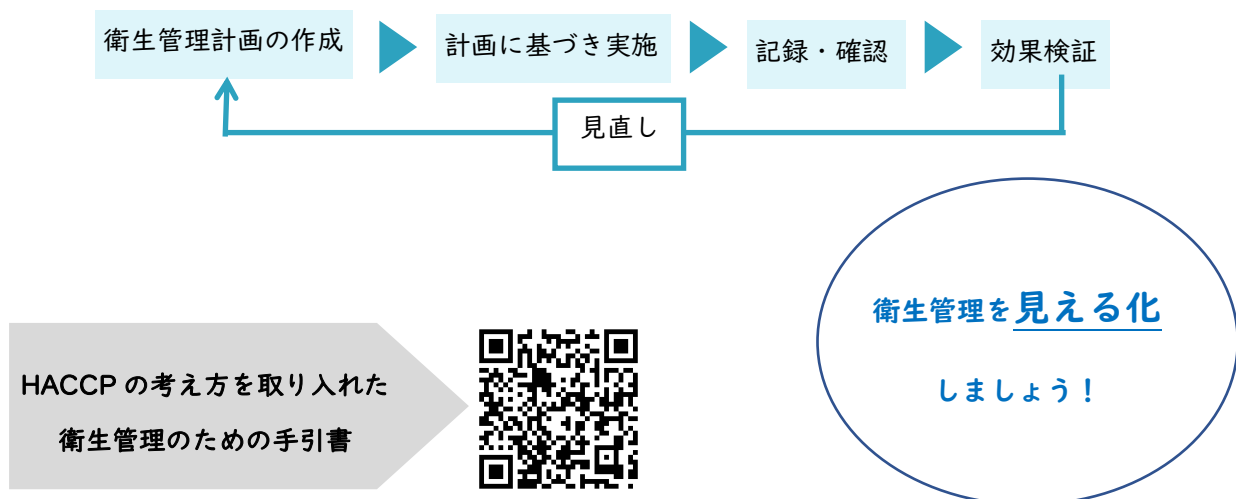 衛生管理計画の作成
計画に基づき実施
記録・確認
効果検証
見直し
衛生管理を見える化
しましょう！
HACCP の考え方を取り入れた
衛生管理のための手引書